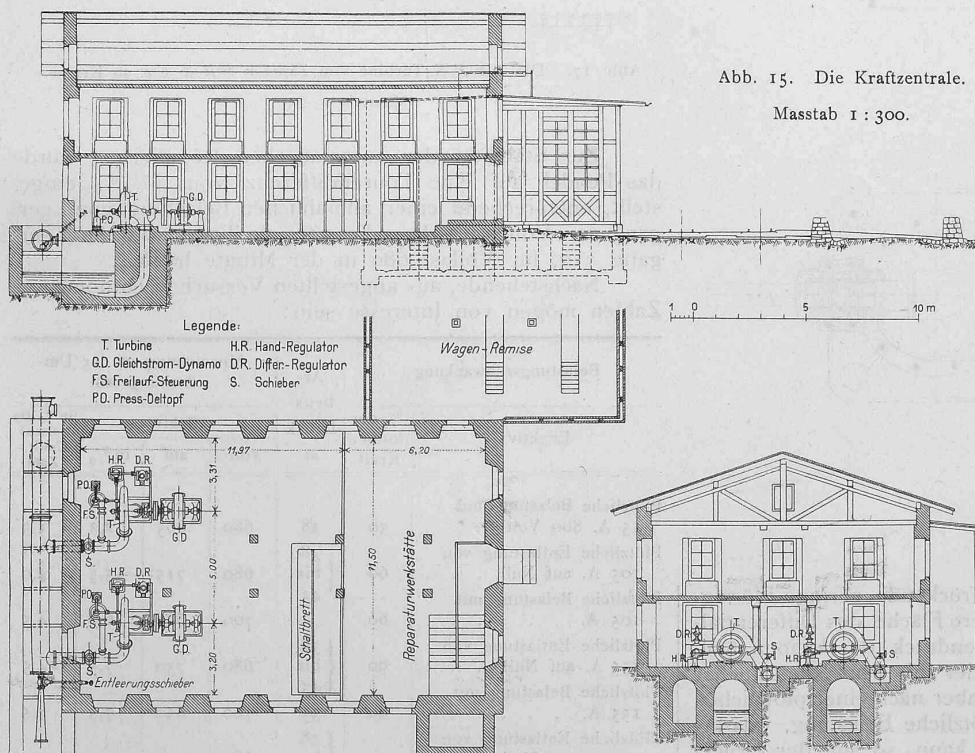 Abb. 15. Die Kraftzentrale.
Masstab 1 : 300.
P.O. T. G.D.
1 0 5 10 m
Legende:
T. Turbine
G.D. Gleichstrom-Dynamo
F.S. Freilauf-Steuerung
P.O. Press-Oeltopf
H.R. Hand-Regulator
D.R. Differ.-Regulator
S. Schieber
Wagen-Remise
11,97 6,20
H.R. D.R.
P.O.
F.S.
T.
G.D.
S.
3,31
5,00
3,20
11,50
H.R. D.R.
P.O.
F.S.
T.
G.D.
S.
Entleerungsschieber
Schaltbrett
Reparaturwerkstätte
D.R. T. D.R. T.
H.R. S. H.R. S.